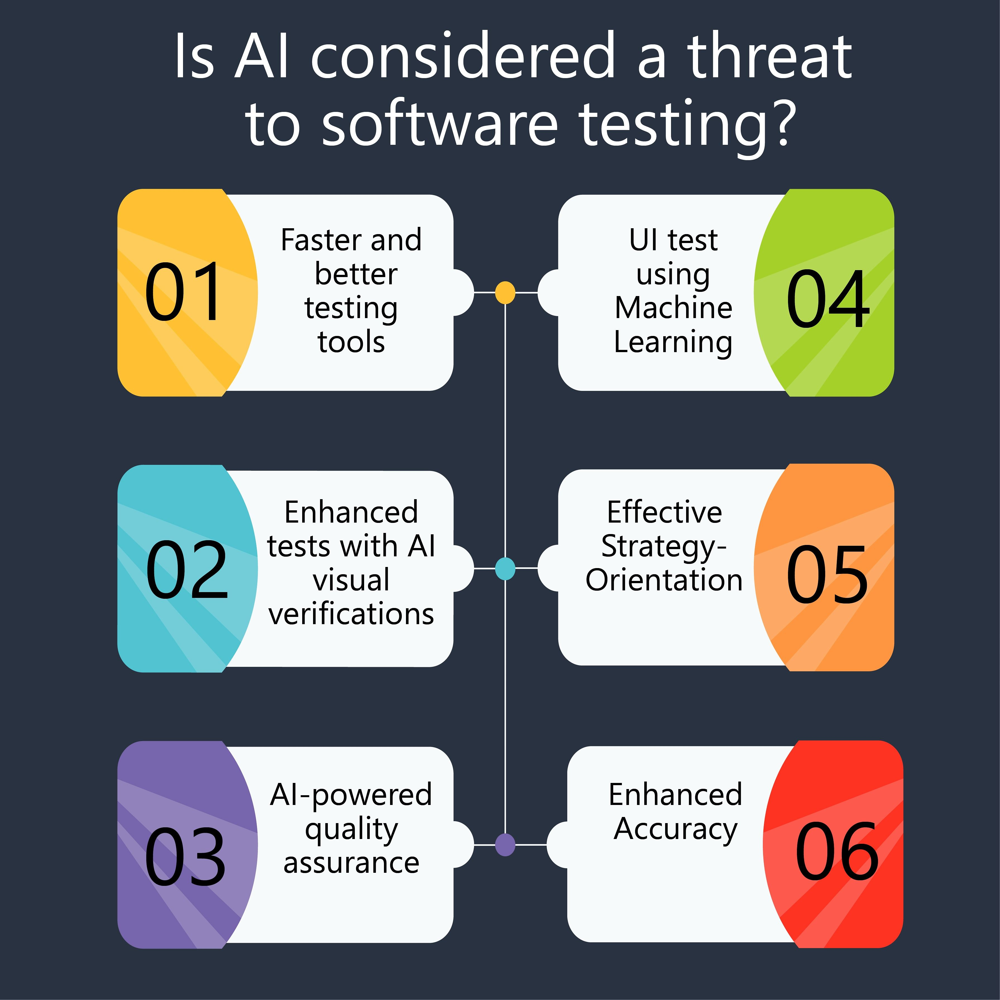 Is AI considered a threat
to software testing?
01
Faster and
better
testing
tools
02
Enhanced
tests with AI
visual
verifications
03
AI-powered
quality
assurance
04
UI test
using
Machine
Learning
05
Effective
Strategy-
Orientation
06
Enhanced
Accuracy